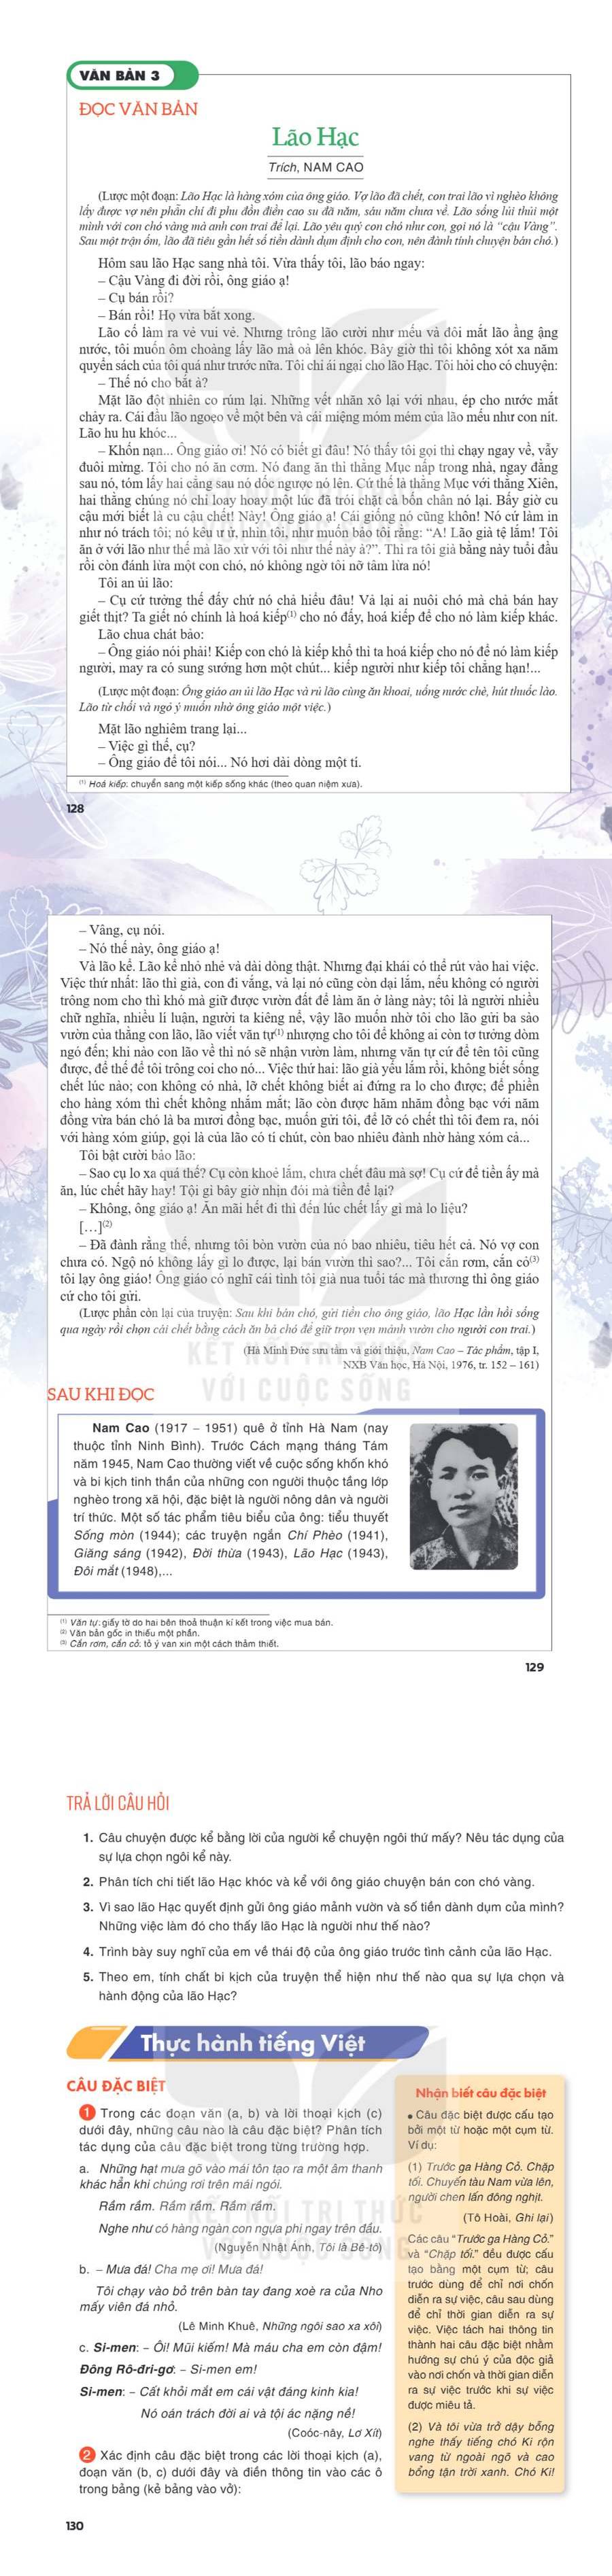 VĂN BẢN 3
ĐỌC VĂN BẢN
Lão Hạc
Trích, NAM CAO
(Lược một đoạn: Lão Hạc là hàng xóm của ông giáo. Vợ lão đã chết, con trai lão vì nghèo không
lấy được vợ nên phẫn chí đi phu đồn điền cao su đã năm, sáu năm chưa về. Lão sống lủi thủi một
mình với con chó vàng mà anh con trai để lại. Lão yêu quý con chó như con, gọi nó là “cậu Vàng”.
Sau một trận ốm, lão đã tiêu gần hết số tiền dành dụm định cho con, nên đành tính chuyện bán chó.)
Hôm sau lão Hạc sang nhà tôi. Vừa thấy tôi, lão báo ngay:
– Cậu Vàng đi đời rồi, ông giáo ạ!
– Cụ bán rồi?
– Bán rồi! Họ vừa bắt xong.
Lão cố làm ra vẻ vui vẻ. Nhưng trông lão cười như mếu và đôi mắt lão ầng ậng
nước, tôi muốn ôm choàng lấy lão mà oà lên khóc. Bây giờ thì tôi không xót xa năm
quyển sách của tôi quá như trước nữa. Tôi chỉ ái ngại cho lão Hạc. Tôi hỏi cho có chuyện:
– Thế nó cho bắt à?
Mặt lão đột nhiên co rúm lại. Những vết nhăn xô lại với nhau, ép cho nước mắt
chảy ra. Cái đầu lão ngoẹo về một bên và cái miệng móm mém của lão mếu như con nít.
Lão hu hu khóc...
– Khốn nạn... Ông giáo ơi! Nó có biết gì đâu! Nó thấy tôi gọi thì chạy ngay về, vẫy
đuôi mừng. Tôi cho nó ăn cơm. Nó đang ăn thì thằng Mục nấp trong nhà, ngay đằng
sau nó, tóm lấy hai cẳng sau nó dốc ngược nó lên. Cứ thế là thằng Mục với thằng Xiên,
hai thằng chúng nó chỉ loay hoay một lúc đã trói chặt cả bốn chân nó lại. Bấy giờ cu
cậu mới biết là cu cậu chết! Này! Ông giáo ạ! Cái giống nó cũng khôn! Nó cứ làm in
như nó trách tôi; nó kêu ư ử, nhìn tôi, như muốn bảo tôi rằng: “A! Lão già tệ lắm! Tôi
ăn ở với lão như thế mà lão xử với tôi như thế này à?”. Thì ra tôi già bằng này tuổi đầu
rồi còn đánh lừa một con chó, nó không ngờ tôi nỡ tâm lừa nó!
Tôi an ủi lão:
– Cụ cứ tưởng thế đấy chứ nó chả hiểu đâu! Vả lại ai nuôi chó mà chả bán hay
giết thịt? Ta giết nó chính là hoá kiếp(1) cho nó đấy, hoá kiếp để cho nó làm kiếp khác.
Lão chua chát bảo:
– Ông giáo nói phải! Kiếp con chó là kiếp khổ thì ta hoá kiếp cho nó để nó làm kiếp
người, may ra có sung sướng hơn một chút... kiếp người như kiếp tôi chẳng hạn!...
(Lược một đoạn: Ông giáo an ủi lão Hạc và rủ lão cùng ăn khoai, uống nước chè, hút thuốc lào.
Lão từ chối và ngỏ ý muốn nhờ ông giáo một việc.)
Mặt lão nghiêm trang lại...
– Việc gì thế, cụ?
– Ông giáo để tôi nói... Nó hơi dài dòng một tí.
(1) Hoá kiếp: chuyển sang một kiếp sống khác (theo quan niệm xưa).
128
– Vâng, cụ nói.
– Nó thế này, ông giáo ạ!
Và lão kể. Lão kể nhỏ nhẻ và dài dòng thật. Nhưng đại khái có thể rút vào hai việc.
Việc thứ nhất: lão thì già, con đi vắng, vả lại nó cũng còn dại lắm, nếu không có người
trông nom cho thì khó mà giữ được vườn đất để làm ăn ở làng này; tôi là người nhiều
chữ nghĩa, nhiều lí luận, người ta kiêng nể, vậy lão muốn nhờ tôi cho lão gửi ba sào
vườn của thằng con lão, lão viết văn tự(1) nhượng cho tôi để không ai còn tơ tưởng dòm
ngó đến; khi nào con lão về thì nó sẽ nhận vườn làm, nhưng văn tự cứ để tên tôi cũng
được, để thế để tôi trông coi cho nó... Việc thứ hai: lão già yếu lắm rồi, không biết sống
chết lúc nào; con không có nhà, lỡ chết không biết ai đứng ra lo cho được; để phiền
cho hàng xóm thì chết không nhắm mắt; lão còn được hăm nhăm đồng bạc với năm
đồng vừa bán chó là ba mươi đồng bạc, muốn gửi tôi, để lỡ có chết thì tôi đem ra, nói
với hàng xóm giúp, gọi là của lão có tí chút, còn bao nhiêu đành nhờ hàng xóm cả...
Tôi bật cười bảo lão:
– Sao cụ lo xa quá thế? Cụ còn khoẻ lắm, chưa chết đâu mà sợ! Cụ cứ để tiền ấy mà
ăn, lúc chết hãy hay! Tội gì bây giờ nhịn đói mà tiền để lại?
– Không, ông giáo ạ! Ăn mãi hết đi thì đến lúc chết lấy gì mà lo liệu?
[…](2)
– Đã đành rằng thế, nhưng tôi bòn vườn của nó bao nhiêu, tiêu hết cả. Nó vợ con
chưa có. Ngộ nó không lấy gì lo được, lại bán vườn thì sao?... Tôi cắn rơm, cắn cỏ(3)
tôi lạy ông giáo! Ông giáo có nghĩ cái tình tôi già nua tuổi tác mà thương thì ông giáo
cứ cho tôi gửi.
(Lược phần còn lại của truyện: Sau khi bán chó, gửi tiền cho ông giáo, lão Hạc lần hồi sống
qua ngày rồi chọn cái chết bằng cách ăn bả chó để giữ trọn vẹn mảnh vườn cho người con trai.)
(Hà Minh Đức sưu tầm và giới thiệu, Nam Cao – Tác phẩm, tập I,
NXB Văn học, Hà Nội, 1976, tr. 152 – 161)
KẾT NỐI TRI THỨC
VỚI CUỘC SỐNG
SAU KHI ĐỌC
Nam Cao (1917 – 1951) quê ở tỉnh Hà Nam (nay
thuộc tỉnh Ninh Bình). Trước Cách mạng tháng Tám
năm 1945, Nam Cao thường viết về cuộc sống khốn khó
và bi kịch tinh thần của những con người thuộc tầng lớp
nghèo trong xã hội, đặc biệt là người nông dân và người
trí thức. Một số tác phẩm tiêu biểu của ông: tiểu thuyết
Sống mòn (1944); các truyện ngắn Chí Phèo (1941),
Giăng sáng (1942), Đời thừa (1943), Lão Hạc (1943),
Đôi mắt (1948),...
(1) Văn tự: giấy tờ do hai bên thoả thuận kí kết trong việc mua bán.
(2) Văn bản gốc in thiếu một phần.
(3) Cắn rơm, cắn cỏ: tỏ ý van xin một cách thảm thiết.
129
TRẢ LỜI CÂU HỎI
1. Câu chuyện được kể bằng lời của người kể chuyện ngôi thứ mấy? Nêu tác dụng của
sự lựa chọn ngôi kể này.
2. Phân tích chi tiết lão Hạc khóc và kể với ông giáo chuyện bán con chó vàng.
3. Vì sao lão Hạc quyết định gửi ông giáo mảnh vườn và số tiền dành dụm của mình?
Những việc làm đó cho thấy lão Hạc là người như thế nào?
4. Trình bày suy nghĩ của em về thái độ của ông giáo trước tình cảnh của lão Hạc.
5. Theo em, tính chất bi kịch của truyện thể hiện như thế nào qua sự lựa chọn và
hành động của lão Hạc?
Thực hành tiếng Việt
CÂU ĐẶC BIỆT
1 Trong các đoạn văn (a, b) và lời thoại kịch (c)
dưới đây, những câu nào là câu đặc biệt? Phân tích
tác dụng của câu đặc biệt trong từng trường hợp.
a. Những hạt mưa gõ vào mái tôn tạo ra một âm thanh
khác hẳn khi chúng rơi trên mái ngói.
Rầm rầm. Rầm rầm. Rầm rầm.
Nghe như có hàng ngàn con ngựa phi ngay trên đầu.
(Nguyễn Nhật Ánh, Tôi là Bê-tô)
b. – Mưa đá! Cha mẹ ơi! Mưa đá!
Tôi chạy vào bỏ trên bàn tay đang xoè ra của Nho
mấy viên đá nhỏ.
(Lê Minh Khuê, Những ngôi sao xa xôi)
c. Si-men: – Ôi! Mũi kiếm! Mà máu cha em còn đậm!
Đông Rô-đri-gơ: – Si-men em!
Si-men: – Cất khỏi mắt em cái vật đáng kinh kia!
Nó oán trách đời ai và tội ác nặng nề!
(Coóc-nây, Lơ Xít)
2 Xác định câu đặc biệt trong các lời thoại kịch (a),
đoạn văn (b, c) dưới đây và điền thông tin vào các ô
trong bảng (kẻ bảng vào vở):
Nhận biết câu đặc biệt
• Câu đặc biệt được cấu tạo
bởi một từ hoặc một cụm từ.
Ví dụ:
(1) Trước ga Hàng Cỏ. Chập
tối. Chuyến tàu Nam vừa lên,
người chen lấn đông nghịt.
(Tô Hoài, Ghi lại)
Các câu “Trước ga Hàng Cỏ.”
và “Chập tối.” đều được cấu
tạo bằng một cụm từ; câu
trước dùng để chỉ nơi chốn
diễn ra sự việc, câu sau dùng
để chỉ thời gian diễn ra sự
việc. Việc tách hai thông tin
thành hai câu đặc biệt nhằm
hướng sự chú ý của độc giả
vào nơi chốn và thời gian diễn
ra sự việc trước khi sự việc
được miêu tả.
(2) Và tôi vừa trở dậy bỗng
nghe thấy tiếng chó Ki rộn
vang từ ngoài ngõ và cao
bổng tận trời xanh. Chó Ki!
KẾT NỐI TRI THỨC
VỚI CUỘC SỐNG
130